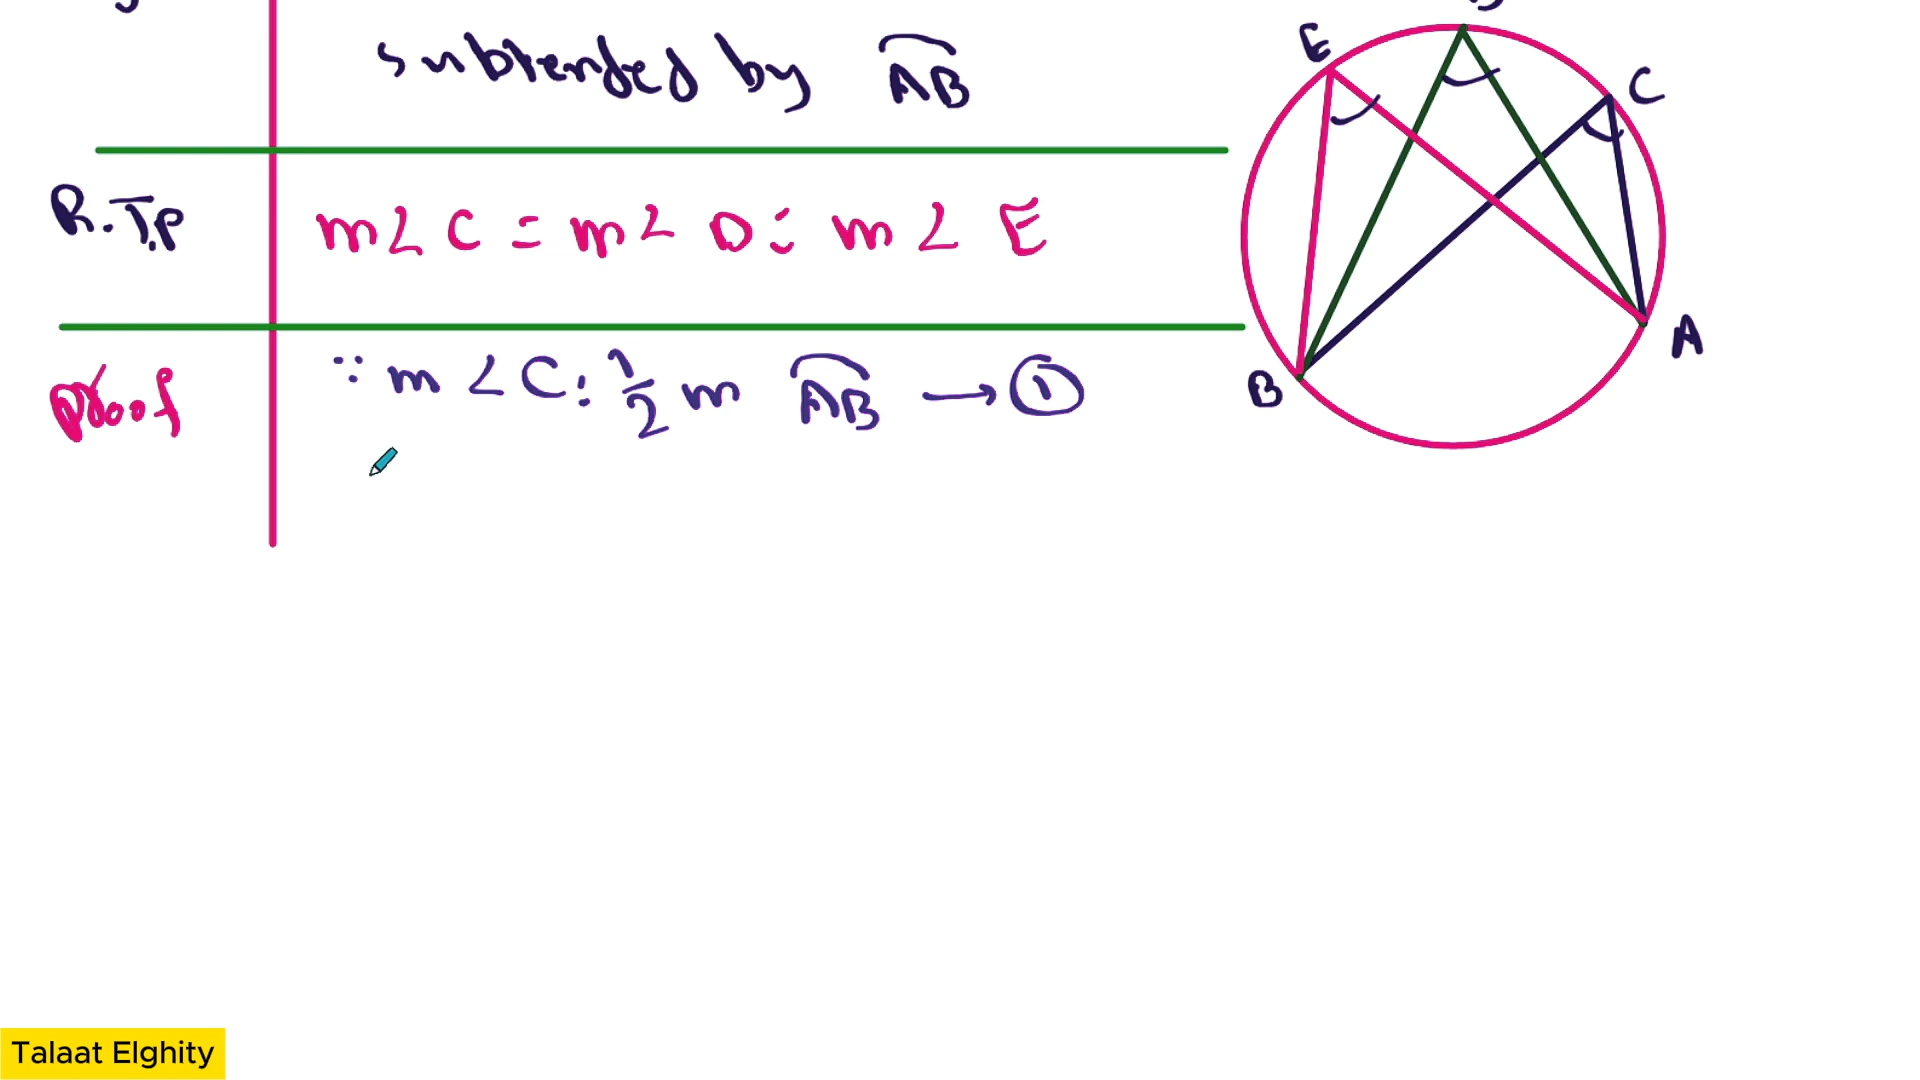 subtended by AB
R.T.P
m∠ C = m∠ D = m∠ E
Proof
∵ m∠C = 1/2 m AB → ①
E
C
A
B
Talaat Elghity